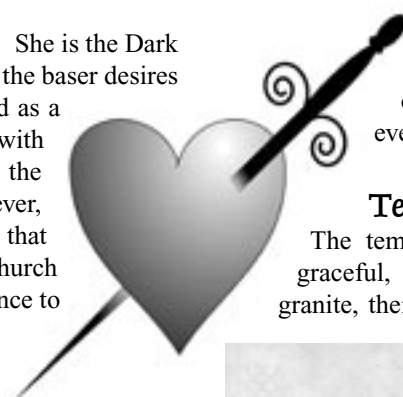 She is the Dark
the baser desires
d as a
with
the
ever,
that
hurch
nce to
eve
Te
The tem
graceful,
granite, the